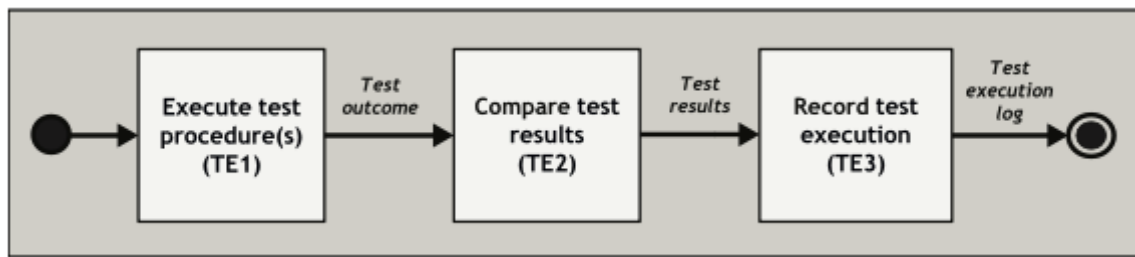 Execute test
procedure(s)
(TE1)
Test
outcome
Compare test
results
(TE2)
Test
results
Record test
execution
(TE3)
Test
execution
log